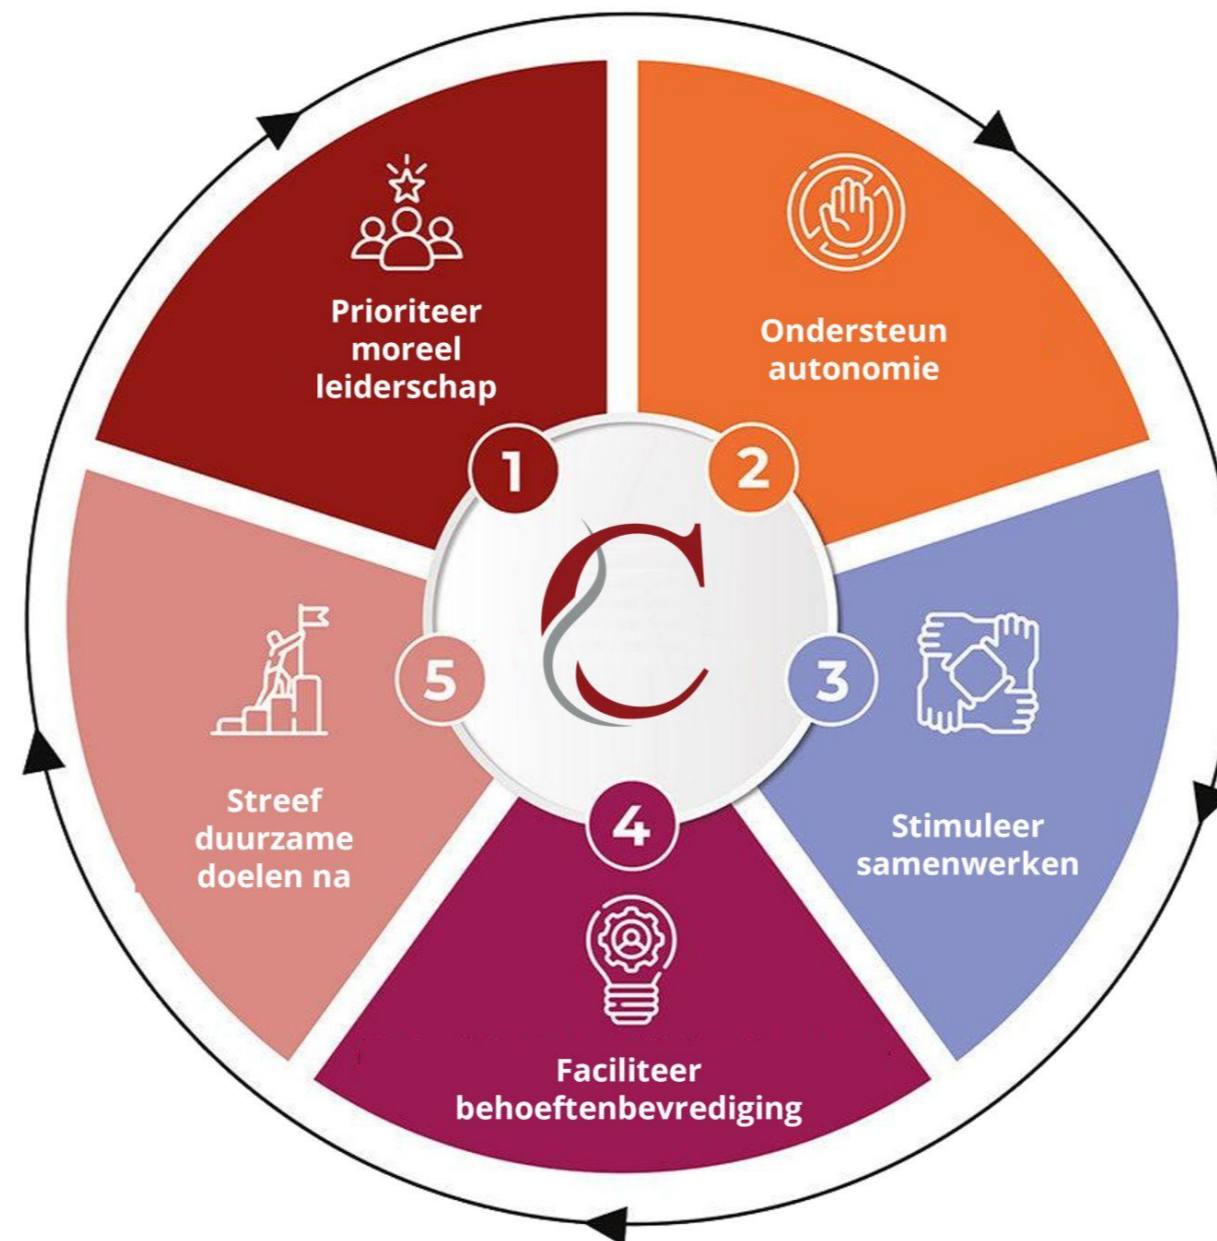 Prioriteer
moreel
leiderschap
1
Ondersteun
autonomie
2
Stimuleer
samenwerken
3
Faciliteer
behoeftenbevrediging
4
Streef
duurzame
doelen na
5
C